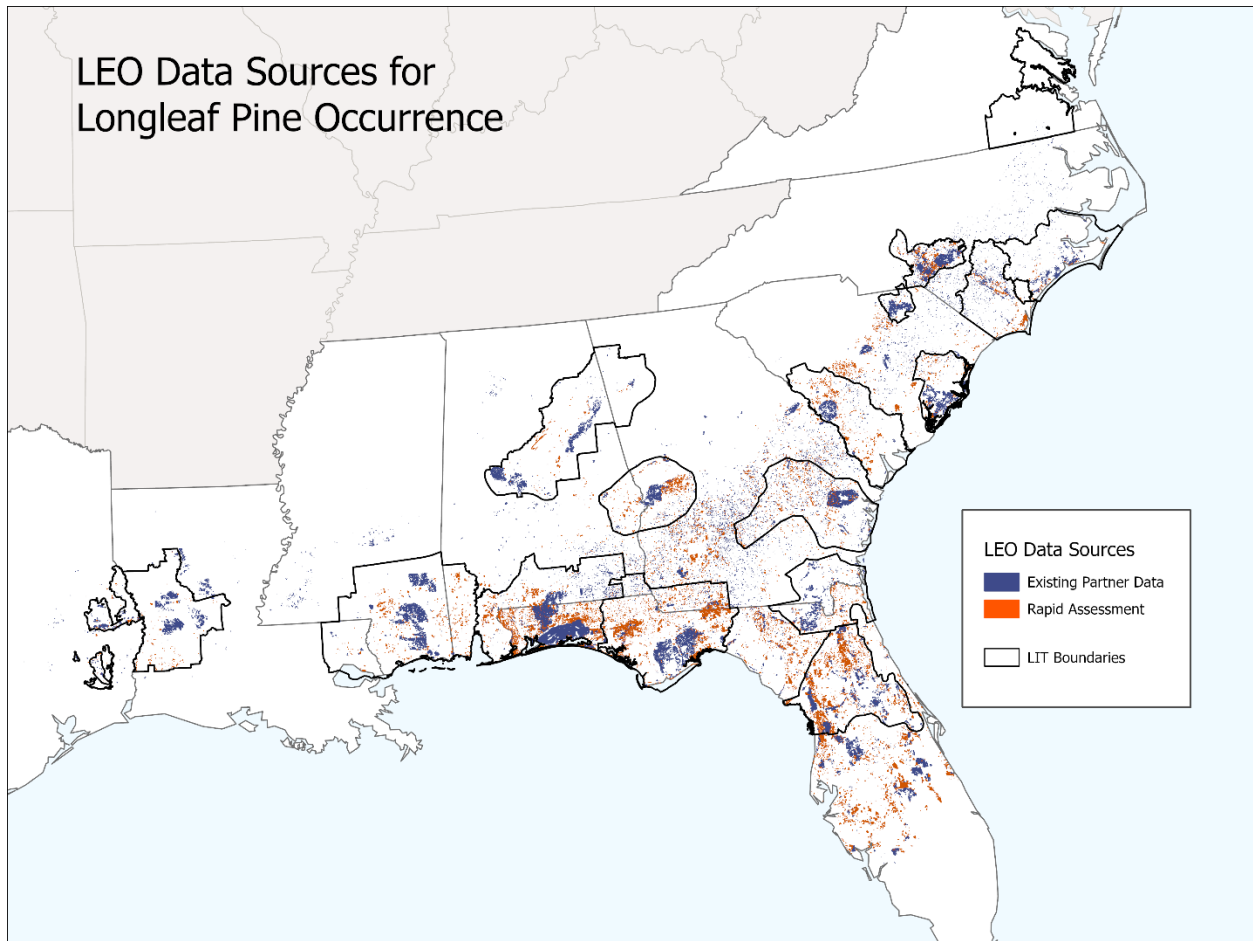 LEO Data Sources for
Longleaf Pine Occurrence
LEO Data Sources
Existing Partner Data
Rapid Assessment
LIT Boundaries